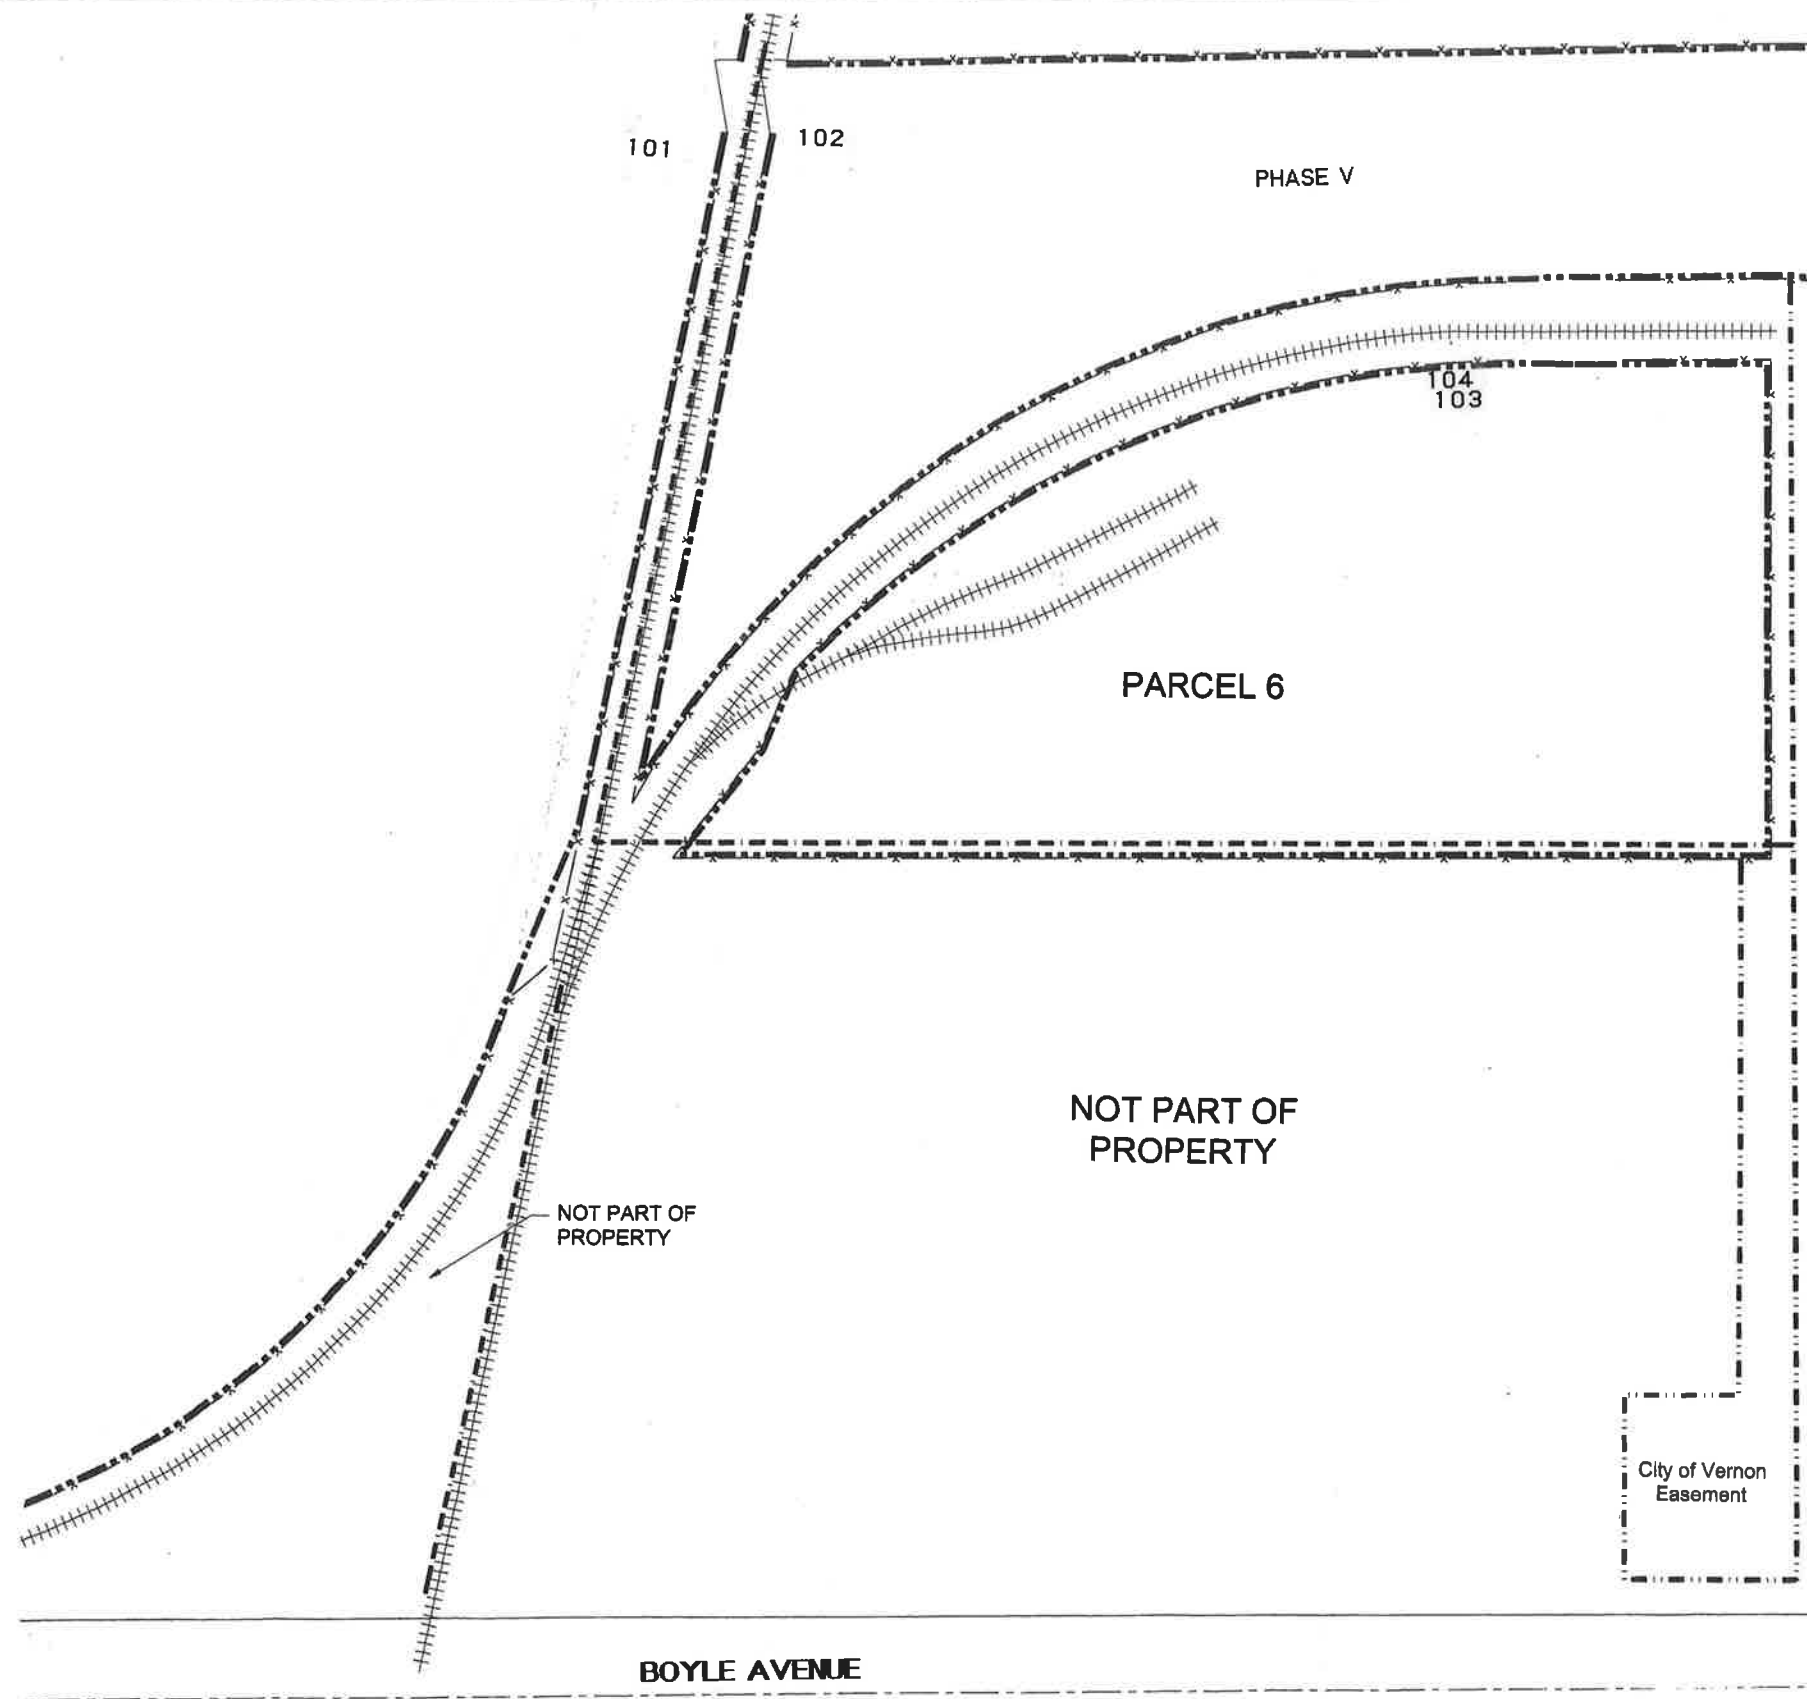 101
102
PHASE V
104
103
PARCEL 6
NOT PART OF
PROPERTY
NOT PART OF
PROPERTY
City of Vernon
Easement
BOYLE AVENUE